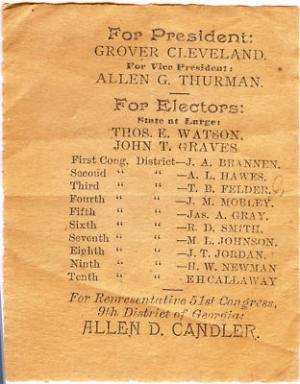 For President:
GROVER CLEVELAND.
For Vice President:
ALLEN G. THURMAN.
For Electors:
State at Large:
THOS. E. WATSON,
JOHN T. GRAVES.
First Cong. District—J. A. BRANNEN.
Second “ “ —A. L. HAWES.
Third “ “ —T. B. FELDER,
Fourth “ “ —J. M. MOBLEY.
Fifth “ “ —JAS. A. GRAY.
Sixth “ “ —R. D. SMITH.
Seventh “ “ —M. L. JOHNSON.
Eighth “ “ —J. T. JORDAN.
Ninth “ “ —H. W. NEWMAN
Tenth “ “ EH CALLAWAY
For Representative 51st Congress,
9th District of Georgia:
ALLEN D. CANDLER.